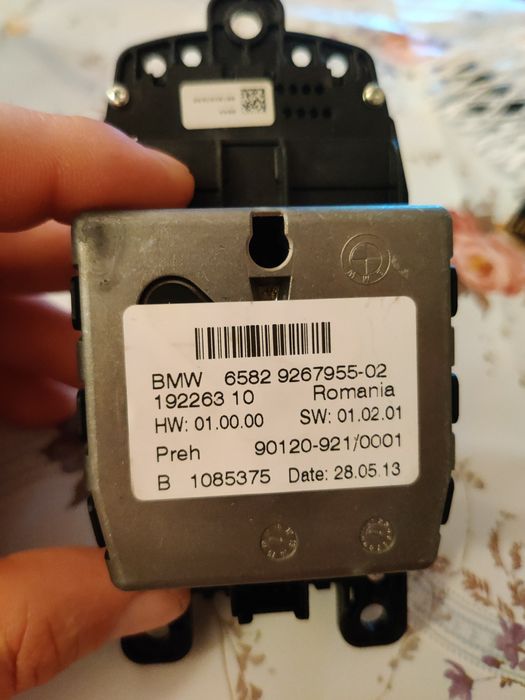 BMW 6582 9267955-02
192263 10 Romania
HW: 01.00.00 SW: 01.02.01
Preh 90120-921/0001
B 1085375 Date: 28.05.13